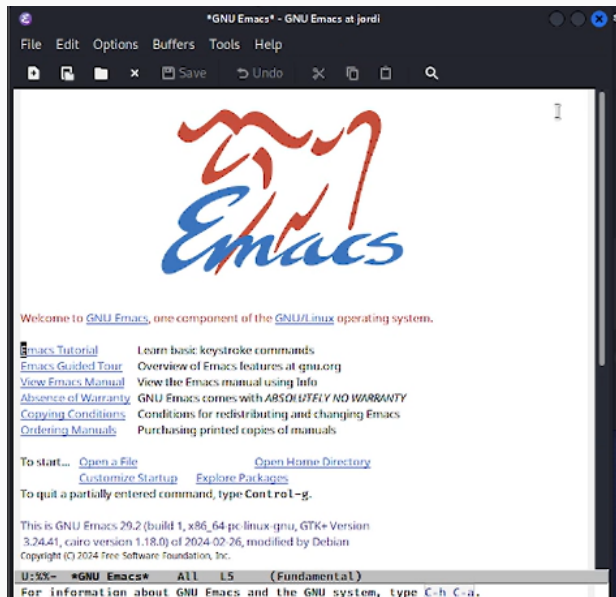 *GNU Emacs* - GNU Emacs at jordi
File Edit Options Buffers Tools Help
Save Undo
Emacs
Welcome to GNU Emacs, one component of the GNU/Linux operating system.
Emacs Tutorial Learn basic keystroke commands
Emacs Guided Tour Overview of Emacs features at gnu.org
View Emacs Manual View the Emacs manual using Info
Absence of Warranty GNU Emacs comes with ABSOLUTELY NO WARRANTY
Copying Conditions Conditions for redistributing and changing Emacs
Ordering Manuals Purchasing printed copies of manuals
To start... Open a File Open Home Directory
Customize Startup Explore Packages
To quit a partially entered command, type Control-g.
This is GNU Emacs 29.2 (build 1, x86_64-pc-linux-gnu, GTK+ Version
3.24.41, cairo version 1.18.0) of 2024-02-26, modified by Debian
Copyright (C) 2024 Free Software Foundation, Inc.
U:%%- *GNU Emacs* All L5 (Fundamental)
For information about GNU Emacs and the GNU system, type C-h C-a.